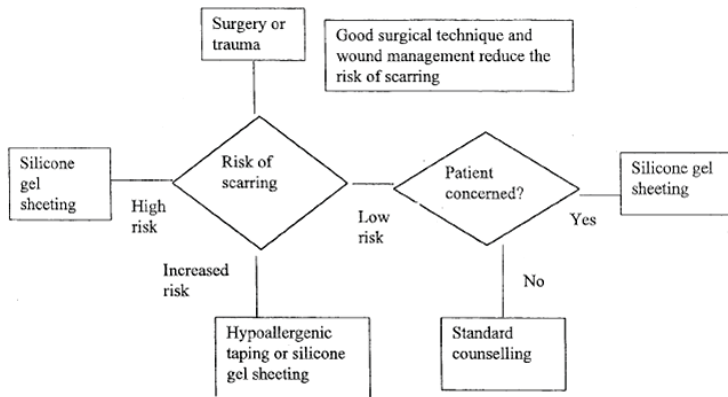 Surgery or
trauma
Good surgical technique and
wound management reduce the
risk of scarring
Silicone
gel
sheeting
High
risk
Risk of
scarring
Low
risk
Patient
concerned?
Yes
Silicone gel
sheeting
Increased
risk
No
Hypoallergenic
taping or silicone
gel sheeting
Standard
counselling